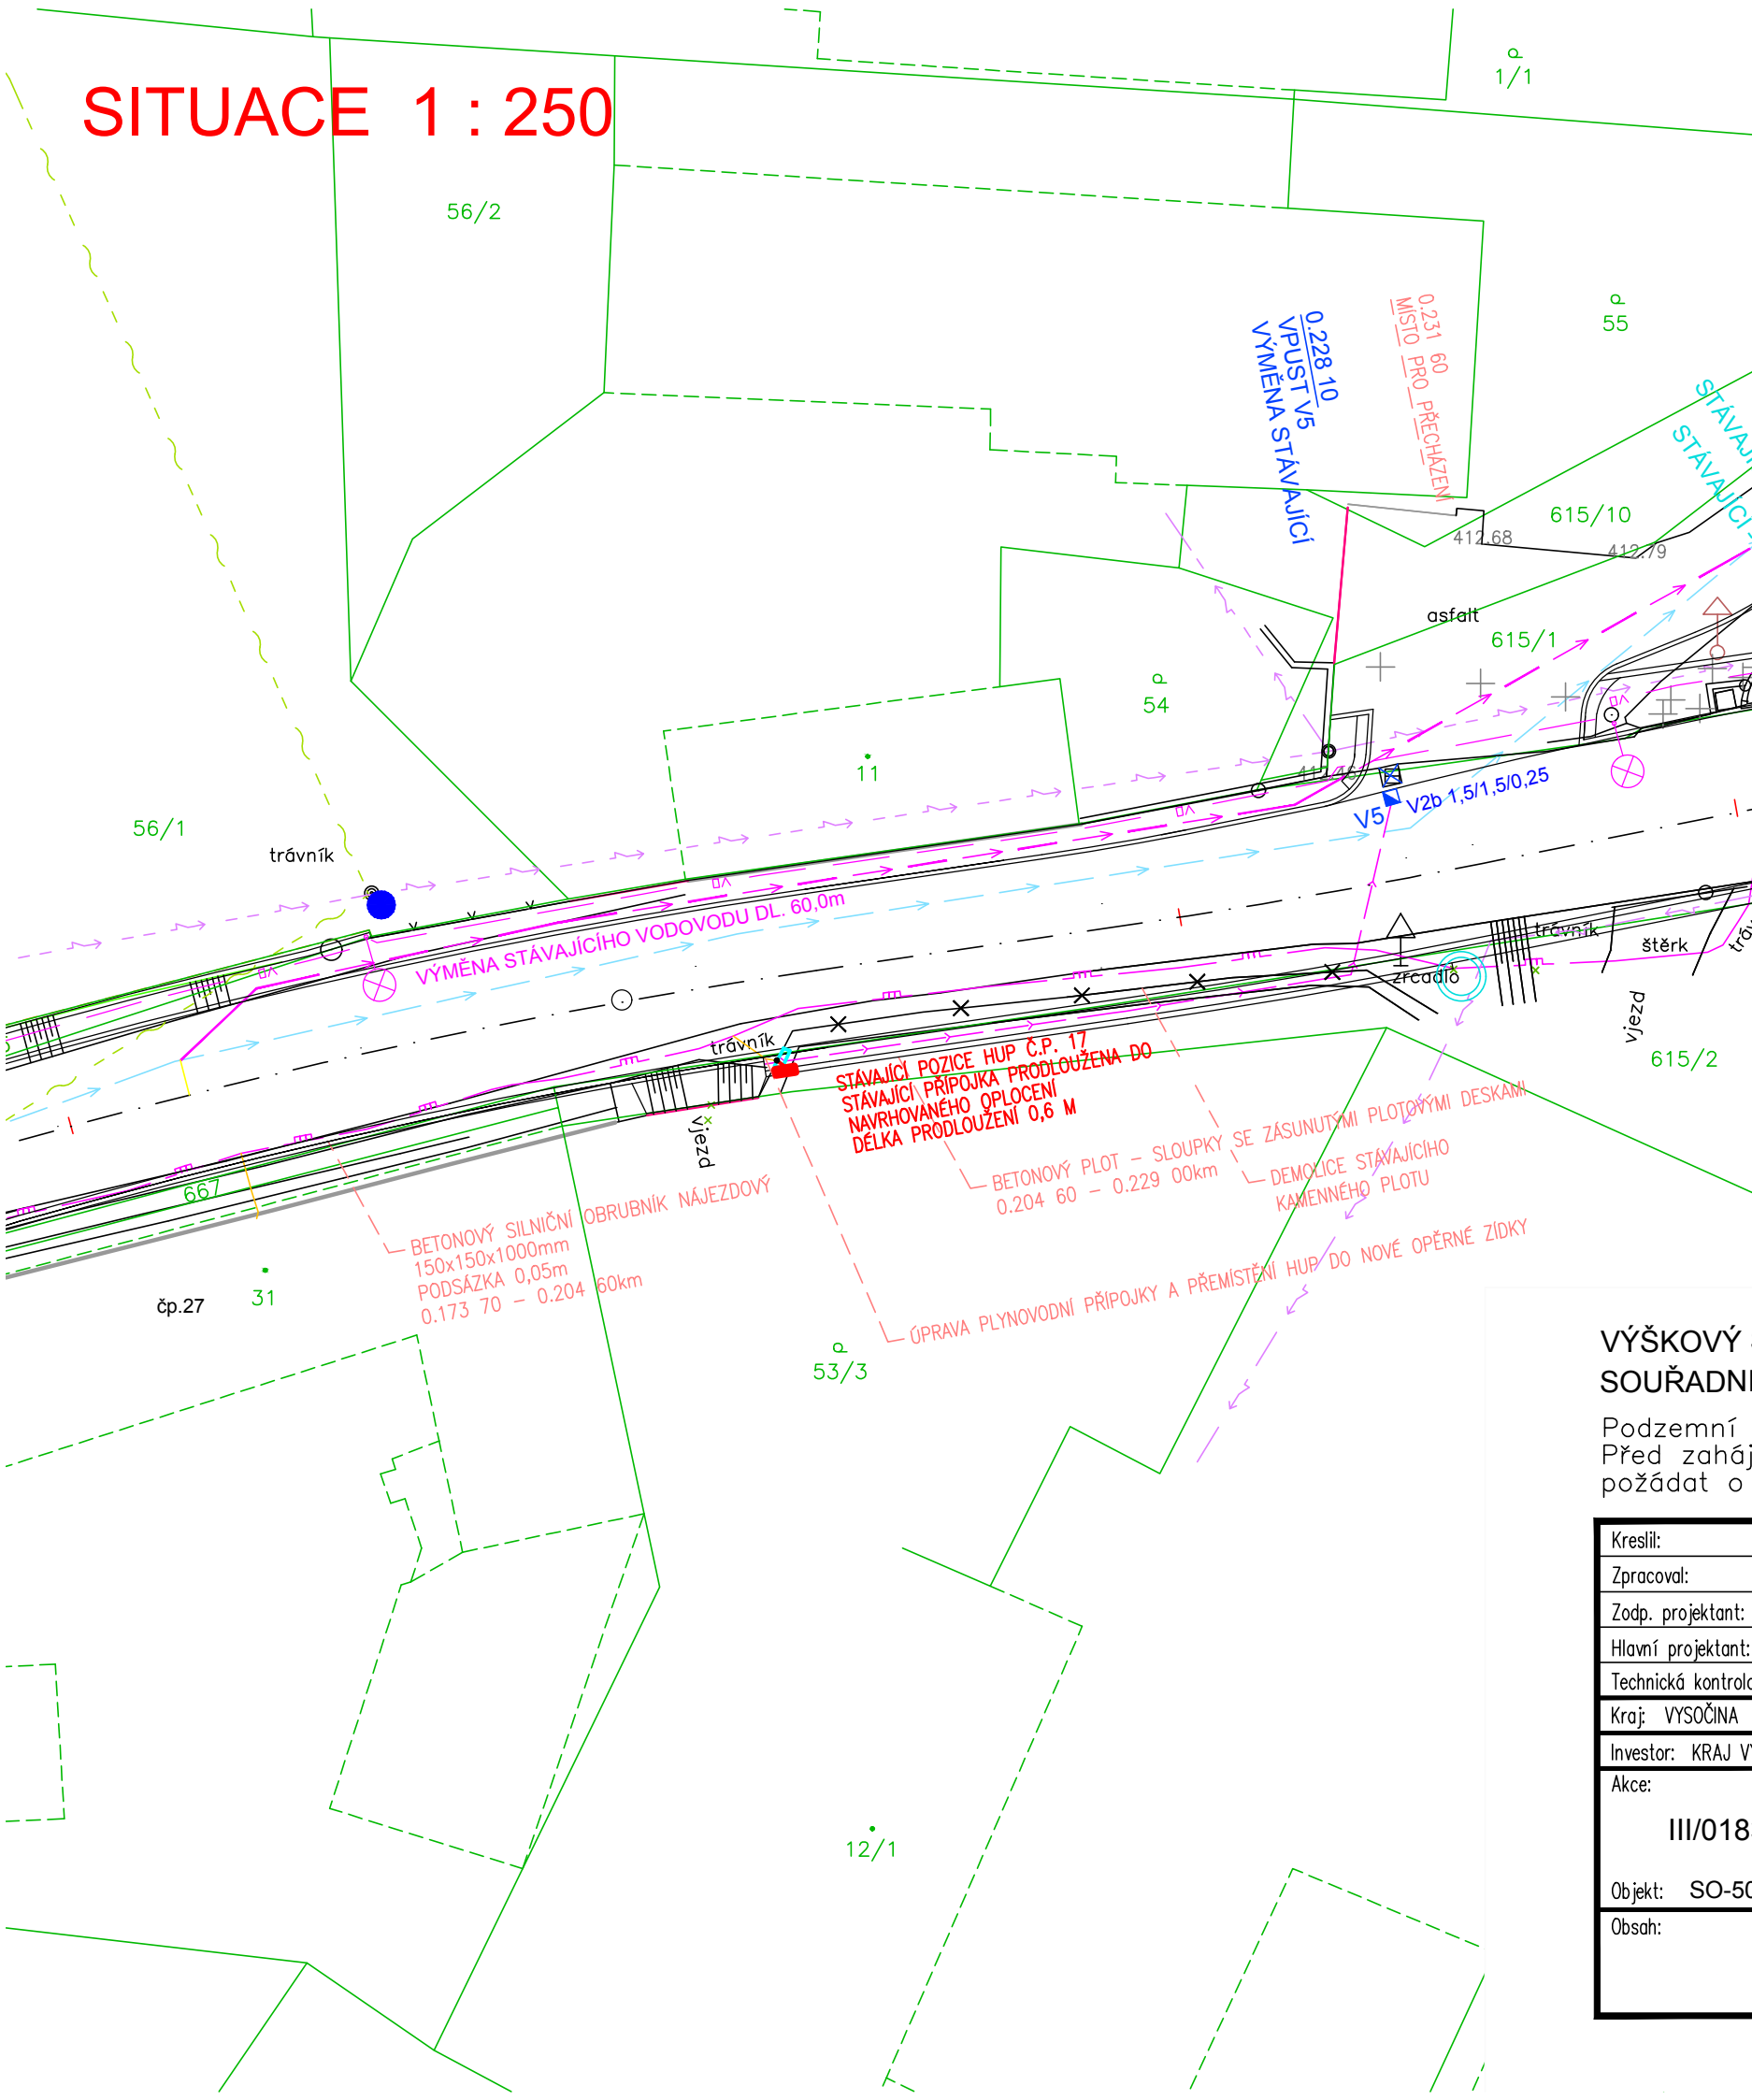 SITUACE 1 : 250
1/1
56/2
55
0.231 60
MÍSTO PRO PŘECHÁZENÍ
0.228 10
VPUST V5
VÝMĚNA STÁVAJÍCÍ
STÁVAJÍCÍ
615/10
412.68
412.79
asfalt
615/1
54
11
V5
V2b 1,5/1,5/0,25
56/1
trávník
VÝMĚNA STÁVAJÍCÍHO VODOVODU DL. 60,0m
trávník
štěrk
zrcadlo
vjezd
615/2
trávník
STÁVAJÍCÍ POZICE HUP Č.P. 17
STÁVAJÍCÍ PŘÍPOJKA PRODLOUŽENA DO
NAVRHOVANÉHO OPLOCENÍ
DÉLKA PRODLOUŽENÍ 0,6 M
vjezd
BETONOVÝ PLOT – SLOUPKY SE ZÁSUNUTÝMI PLOTOVÝMI DESKAMI
0.204 60 – 0.229 00km
DEMOLICE STÁVAJÍCÍHO
KAMENNÉHO PLOTU
667
BETONOVÝ SILNIČNÍ OBRUBNÍK NÁJEZDOVÝ
150x150x1000mm
PODSÁZKA 0,05m
0.173 70 – 0.204 60km
ÚPRAVA PLYNOVODNÍ PŘÍPOJKY A PŘEMÍSTĚNÍ HUP DO NOVÉ OPĚRNÉ ZÍDKY
čp.27
31
53/3
12/1
VÝŠKOVÝ
SOUŘADN
Podzemní
Před zaháj
požádat o
Kreslil:
Zpracoval:
Zodp. projektant:
Hlavní projektant:
Technická kontrola
Kraj: VYSOČINA
Investor: KRAJ VY
Akce:
III/018
Objekt: SO-50
Obsah: